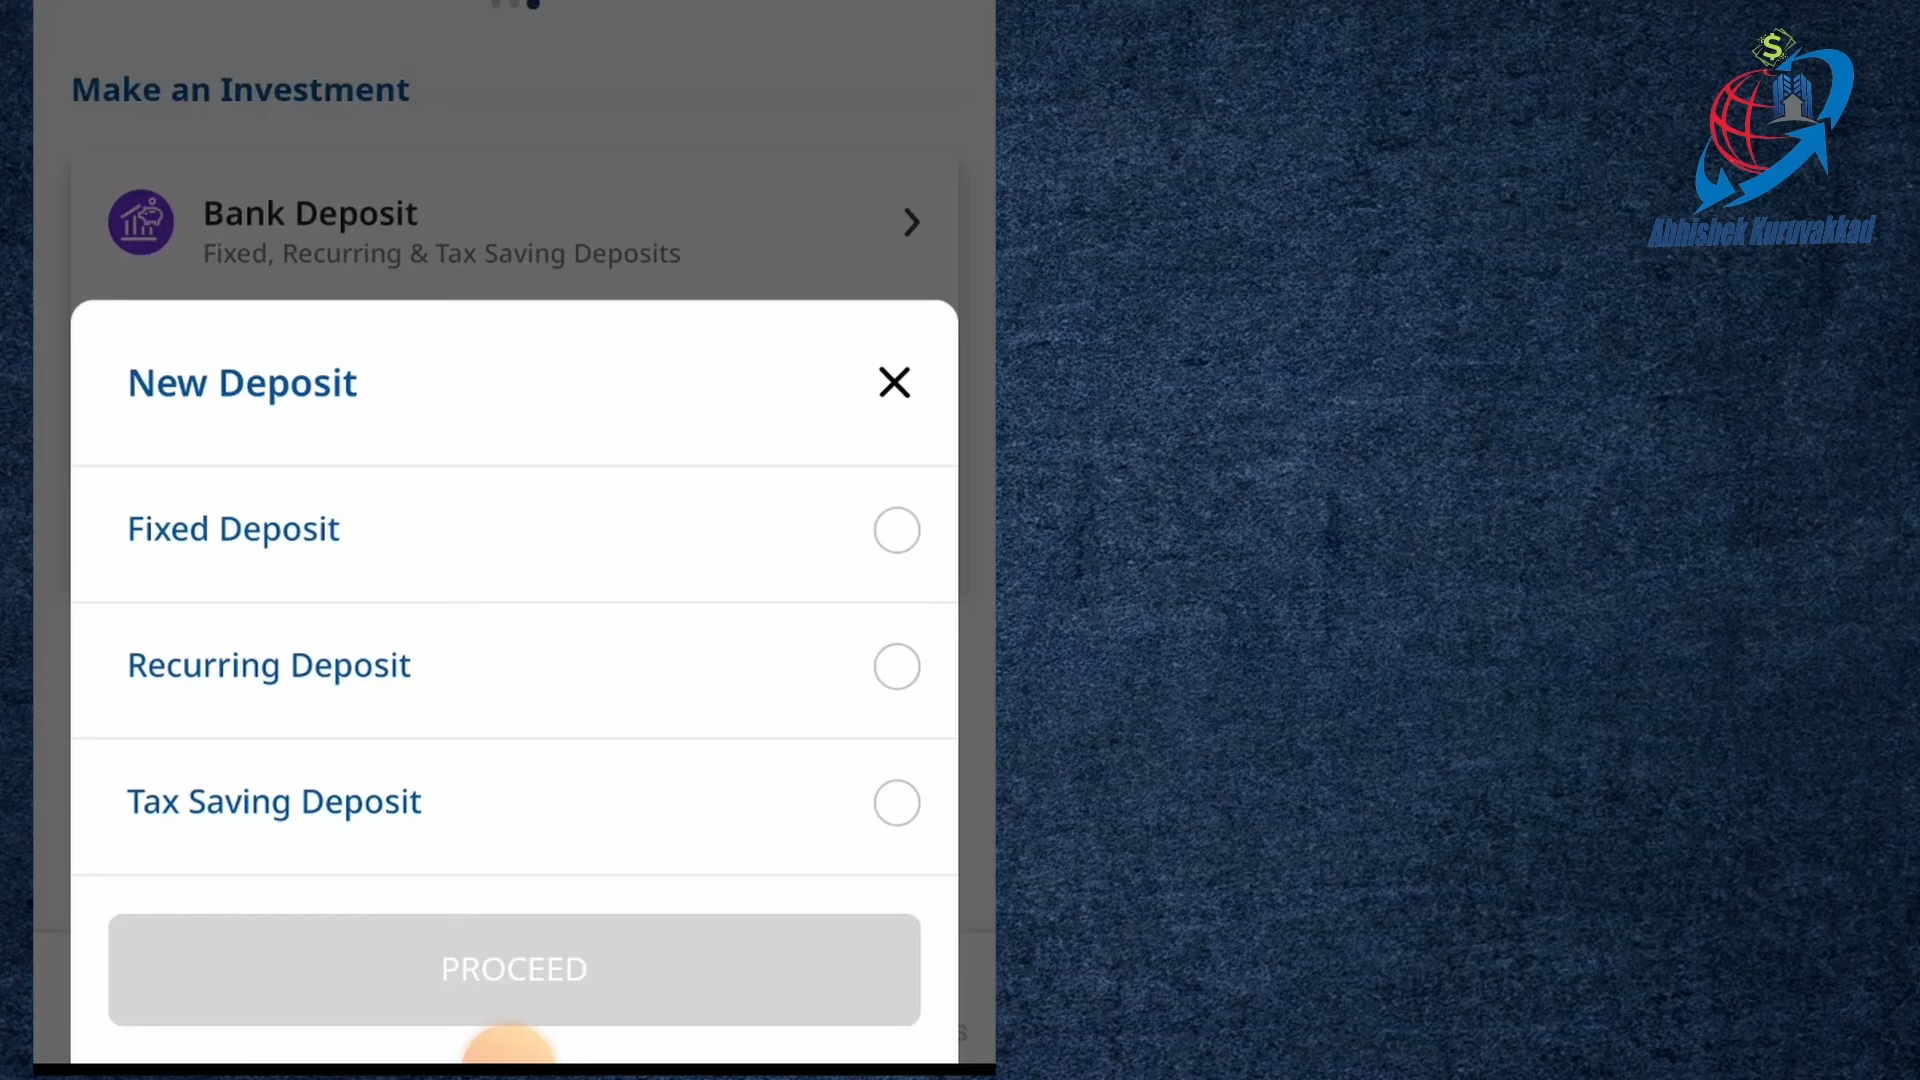 Make an Investment
Bank Deposit
Fixed, Recurring & Tax Saving Deposits
New Deposit
Fixed Deposit
Recurring Deposit
Tax Saving Deposit
PROCEED
$
Abhishek Kuruvakkad